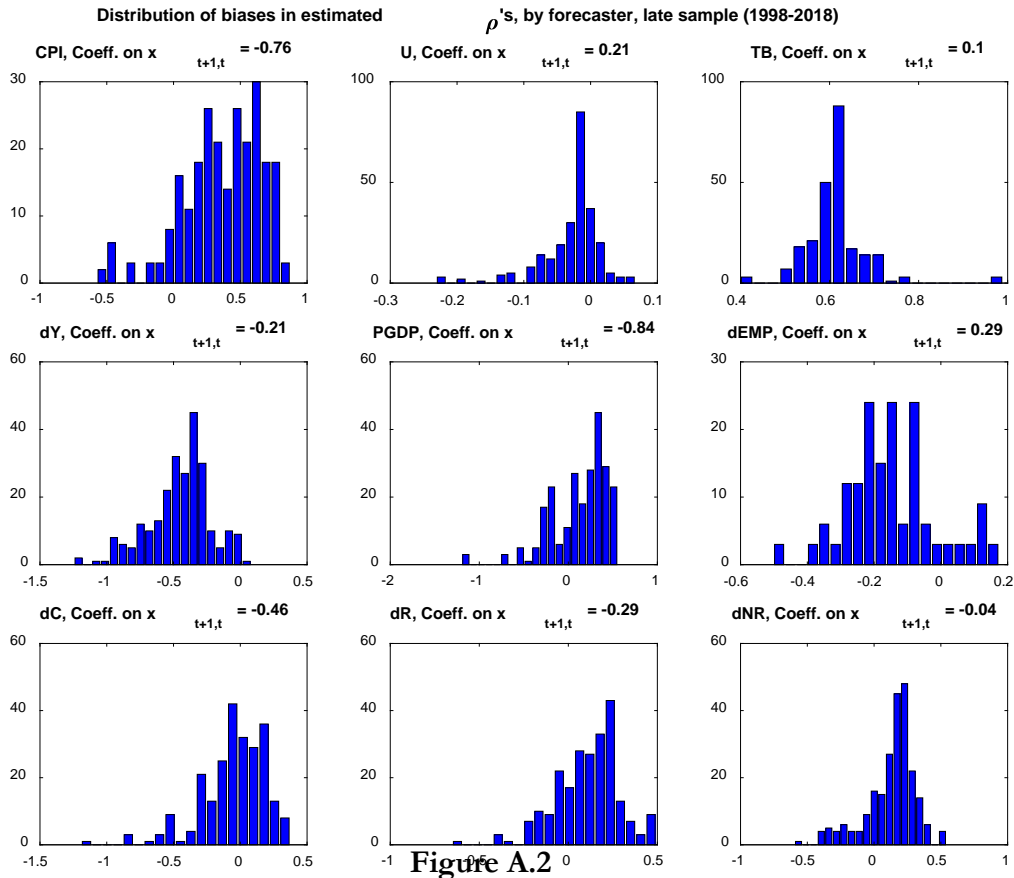 Distribution of biases in estimated ρ's, by forecaster, late sample (1998-2018)
CPI, Coeff. on x t+1,t = -0.76
30
20
10
0
-1 -0.5 0 0.5 1
U, Coeff. on x t+1,t = 0.21
100
50
0
-0.3 -0.2 -0.1 0 0.1
TB, Coeff. on x t+1,t = 0.1
100
50
0
0.4 0.6 0.8 1
dY, Coeff. on x t+1,t = -0.21
60
40
20
0
-1.5 -1 -0.5 0 0.5
PGDP, Coeff. on x t+1,t = -0.84
60
40
20
0
-2 -1 0 1
dEMP, Coeff. on x t+1,t = 0.29
30
20
10
0
-0.6 -0.4 -0.2 0 0.2
dC, Coeff. on x t+1,t = -0.46
60
40
20
0
-1.5 -1 -0.5 0 0.5
dR, Coeff. on x t+1,t = -0.29
60
40
20
0
-1 -0.5 0 0.5
dNR, Coeff. on x t+1,t = -0.04
60
40
20
0
-1 -0.5 0 0.5 1
Figure A.2